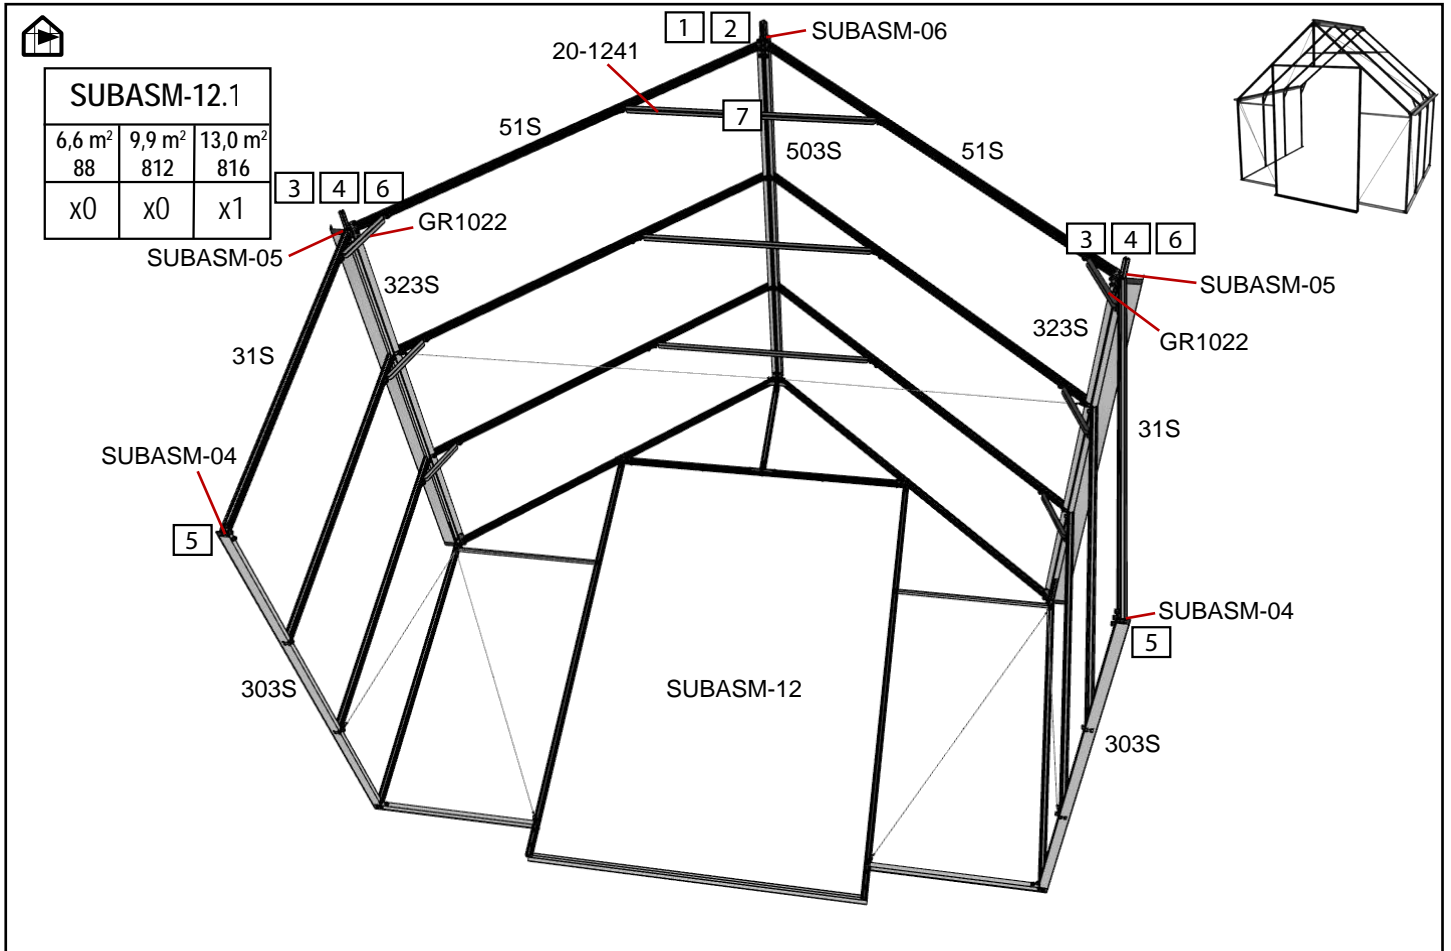 1 2 SUBASM-06
20-1241
SUBASM-12.1
6,6 m² 9,9 m² 13,0 m²
88 812 816
x0 x0 x1
51S
7
503S
51S
3 4 6
GR1022
SUBASM-05
3 4 6
323S
SUBASM-05
323S
GR1022
31S
31S
SUBASM-04
5
SUBASM-04
5
303S
SUBASM-12
303S